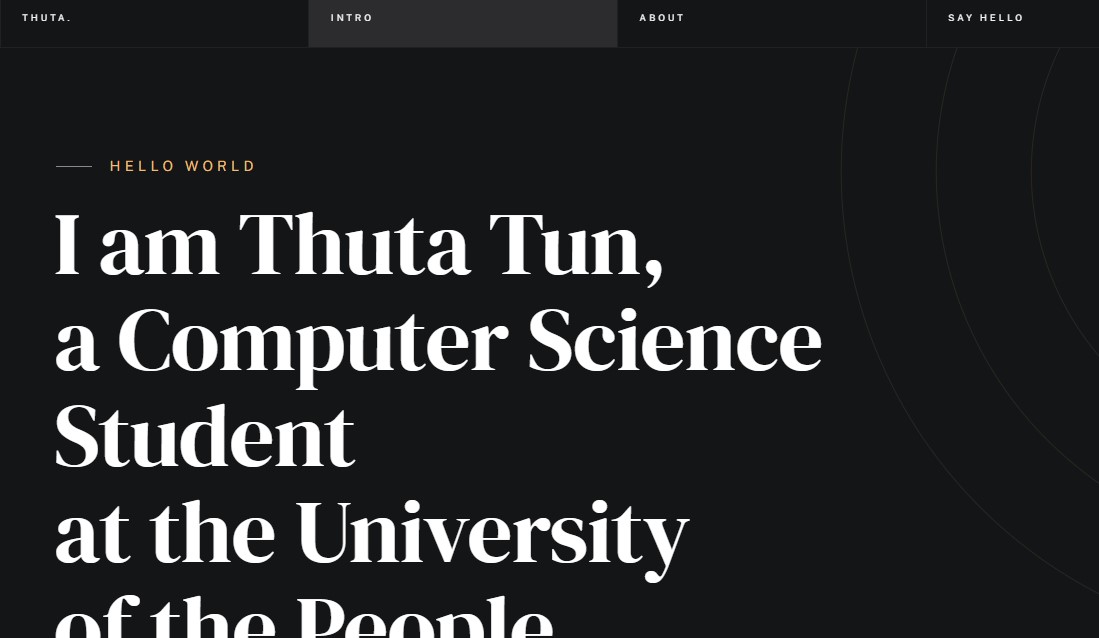 THUTA.
INTRO
ABOUT
SAY HELLO
HELLO WORLD
I am Thuta Tun,
a Computer Science
Student
at the University
of the People